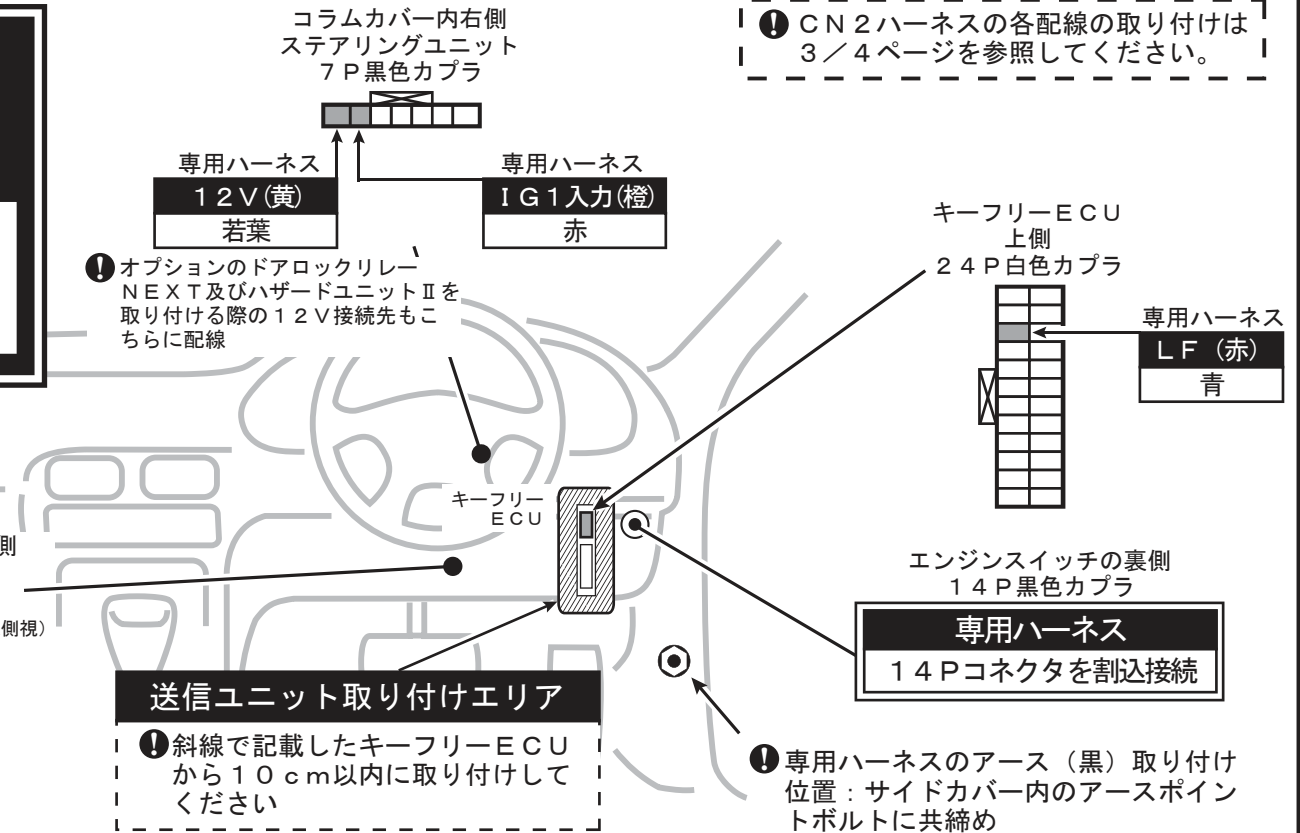 コラムカバー内右側
ステアリングユニット
７Ｐ黒色カプラ
❗ＣＮ２ハーネスの各配線の取り付けは
３／４ページを参照してください。
専用ハーネス
１２Ｖ(黄)
若葉
専用ハーネス
ＩＧ１入力(橙)
赤
❗オプションのドアロックリレー
ＮＥＸＴ及びハザードユニットⅡを
取り付ける際の１２Ｖ接続先もこ
ちらに配線
キーフリーＥＣＵ
上側
２４Ｐ白色カプラ
専用ハーネス
ＬＦ（赤）
青
キーフリー
ＥＣＵ
側
側視）
エンジンスイッチの裏側
１４Ｐ黒色カプラ
専用ハーネス
１４Ｐコネクタを割込接続
送信ユニット取り付けエリア
❗斜線で記載したキーフリーＥＣＵ
から１０ｃｍ以内に取り付けして
ください
❗専用ハーネスのアース（黒）取り付け
位置：サイドカバー内のアースポイン
トボルトに共締め